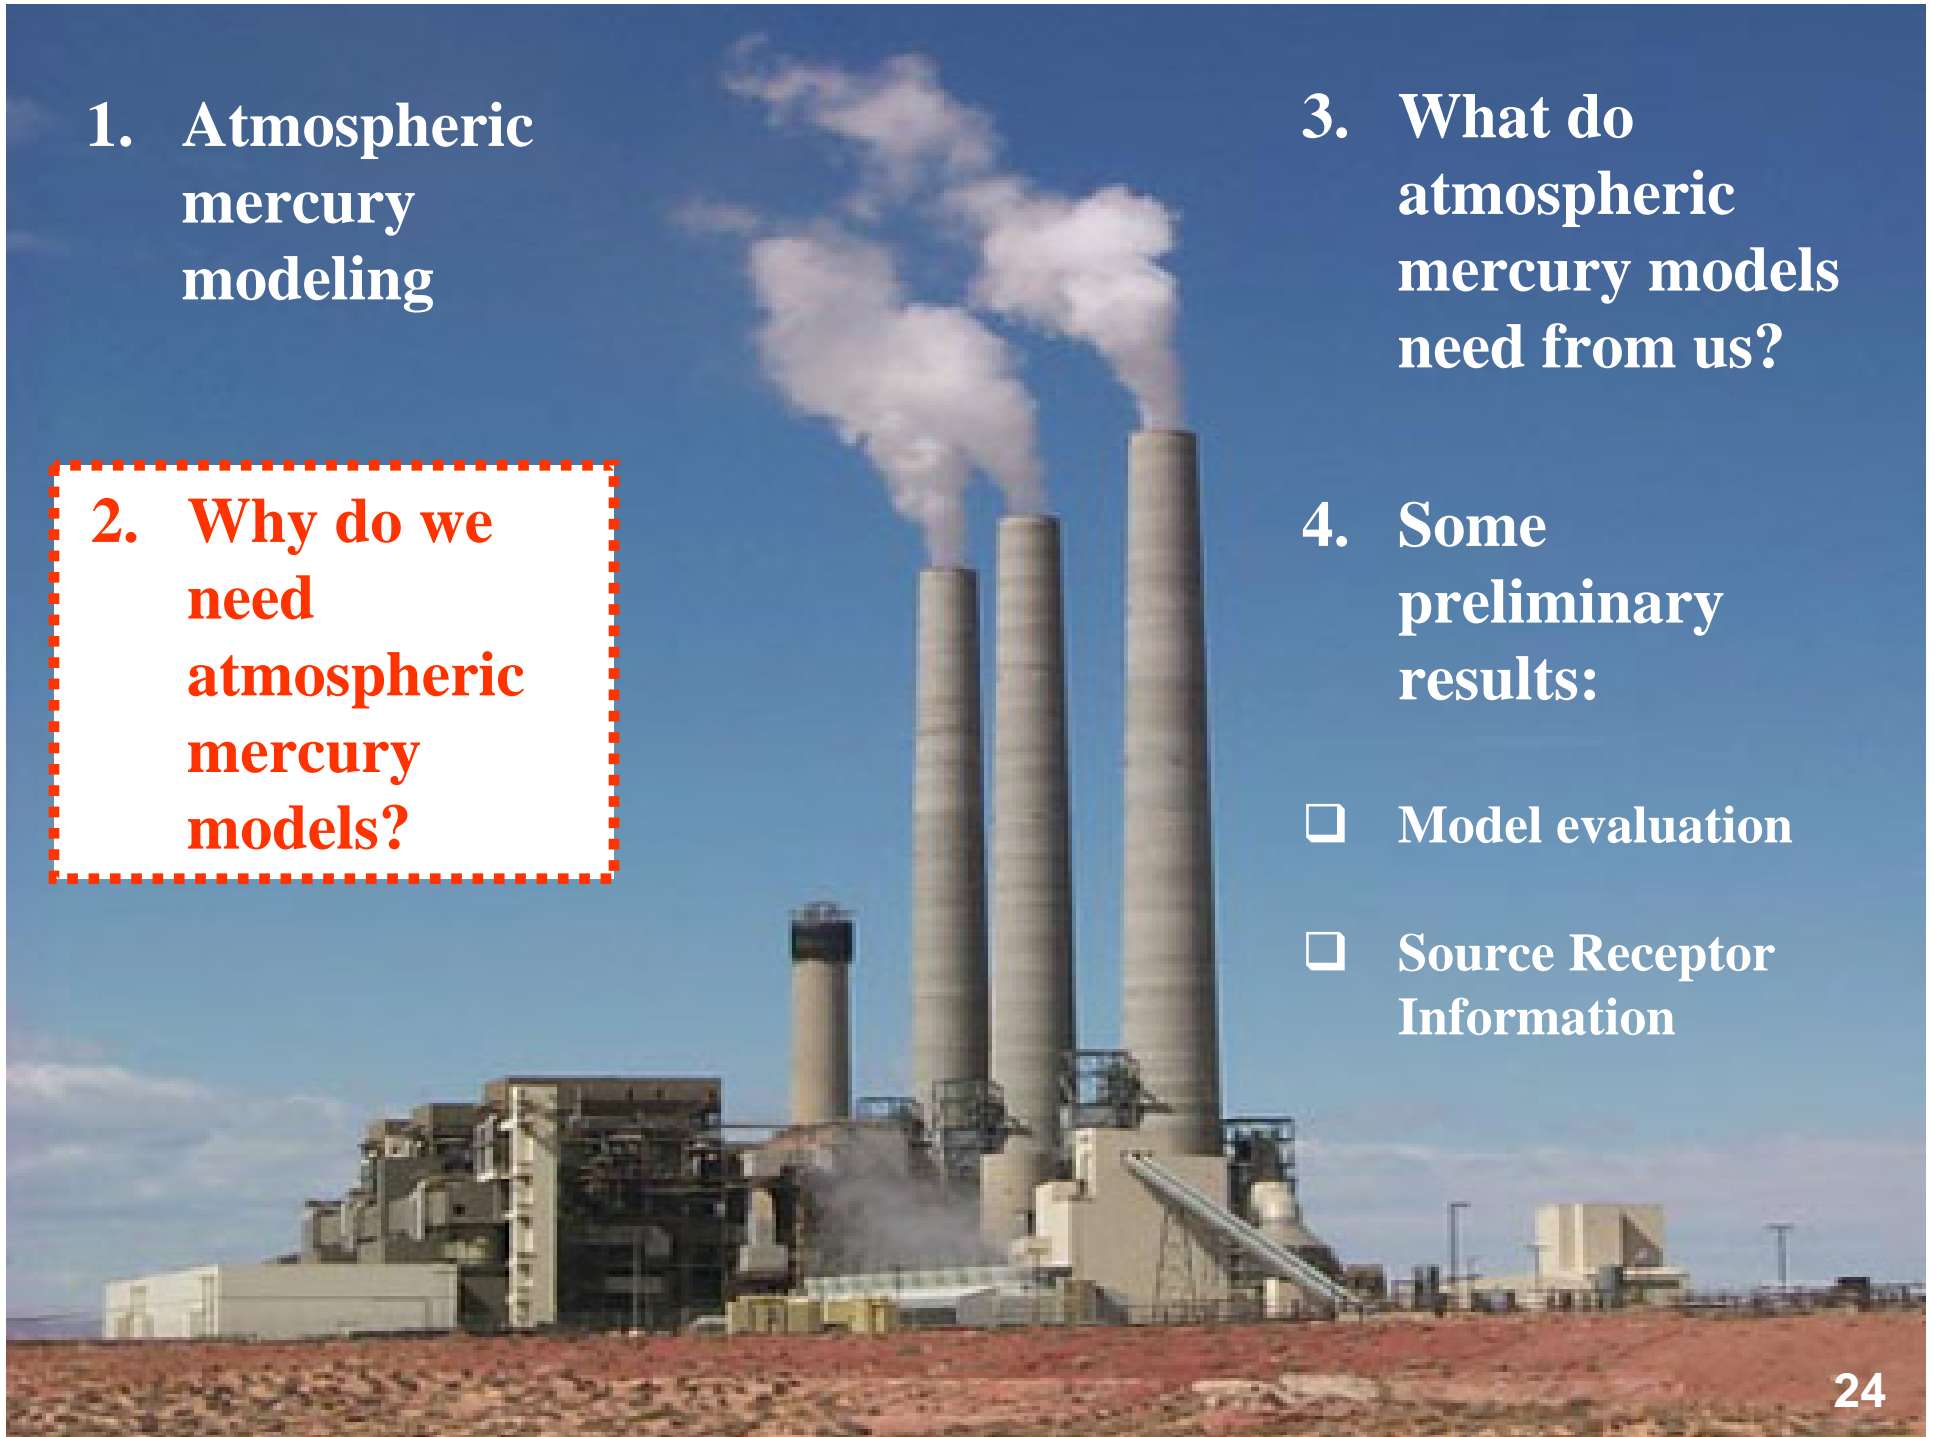 1. Atmospheric
mercury
modeling
2. Why do we
need
atmospheric
mercury
models?
3. What do
atmospheric
mercury models
need from us?
4. Some
preliminary
results:
❑ Model evaluation
❑ Source Receptor
Information
24